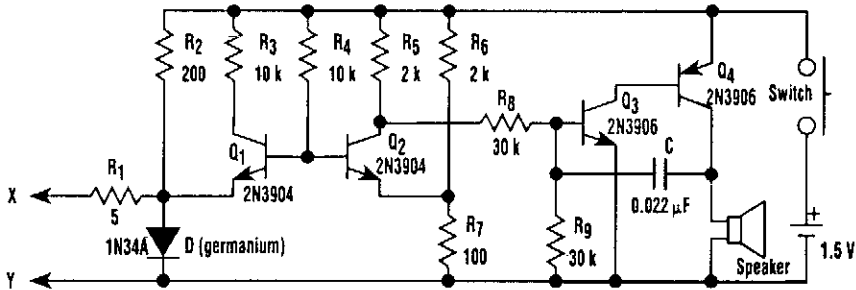 R2
200
R3
10 k
R4
10 k
R5
2 k
R6
2 k
R8
30 k
Q1
2N3904
Q2
2N3904
Q3
2N3906
Q4
2N3906
Switch
C
0.022 µF
X
R1
5
1N34A
D (germanium)
R7
100
R9
30 k
Speaker
+
1.5 V
Y